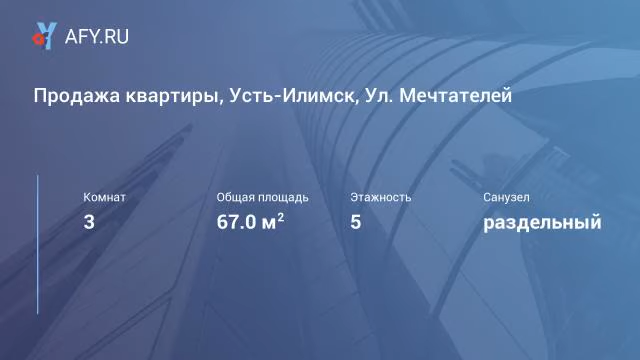 AFY.RU
Продажа квартиры, Усть-Илимск, Ул. Мечтателей
Комнат
3
Общая площадь
67.0 м²
Этажность
5
Санузел
раздельный